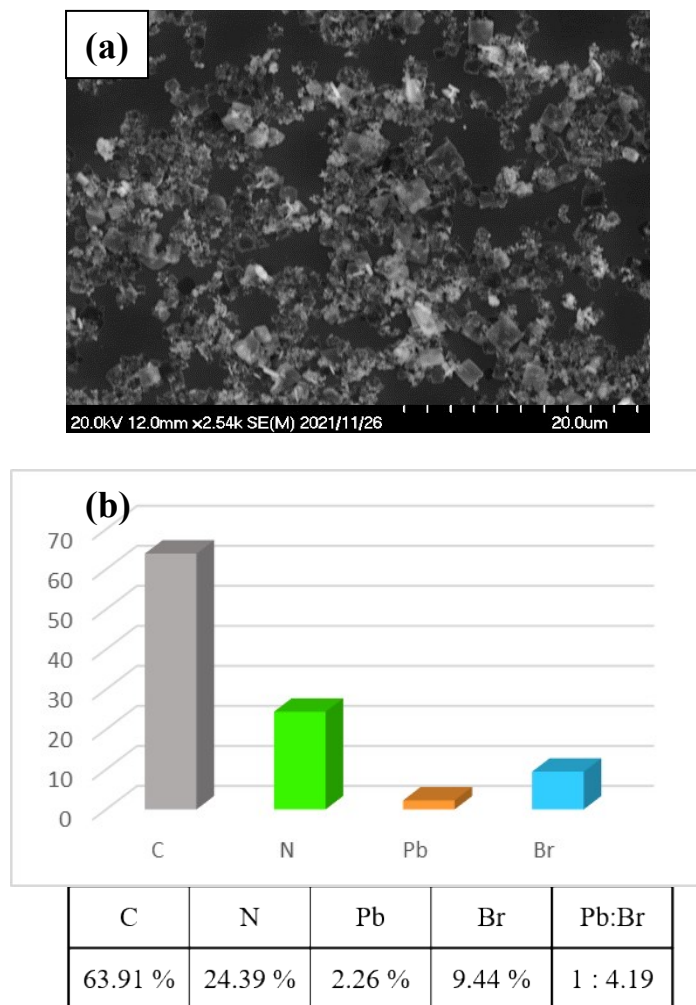 (a)
20.0kV 12.0mm x2.54k SE(M) 2021/11/26 20.0um
(b)
70
60
50
40
30
20
10
0
C N Pb Br
C N Pb Br Pb:Br
63.91 % 24.39 % 2.26 % 9.44 % 1 : 4.19